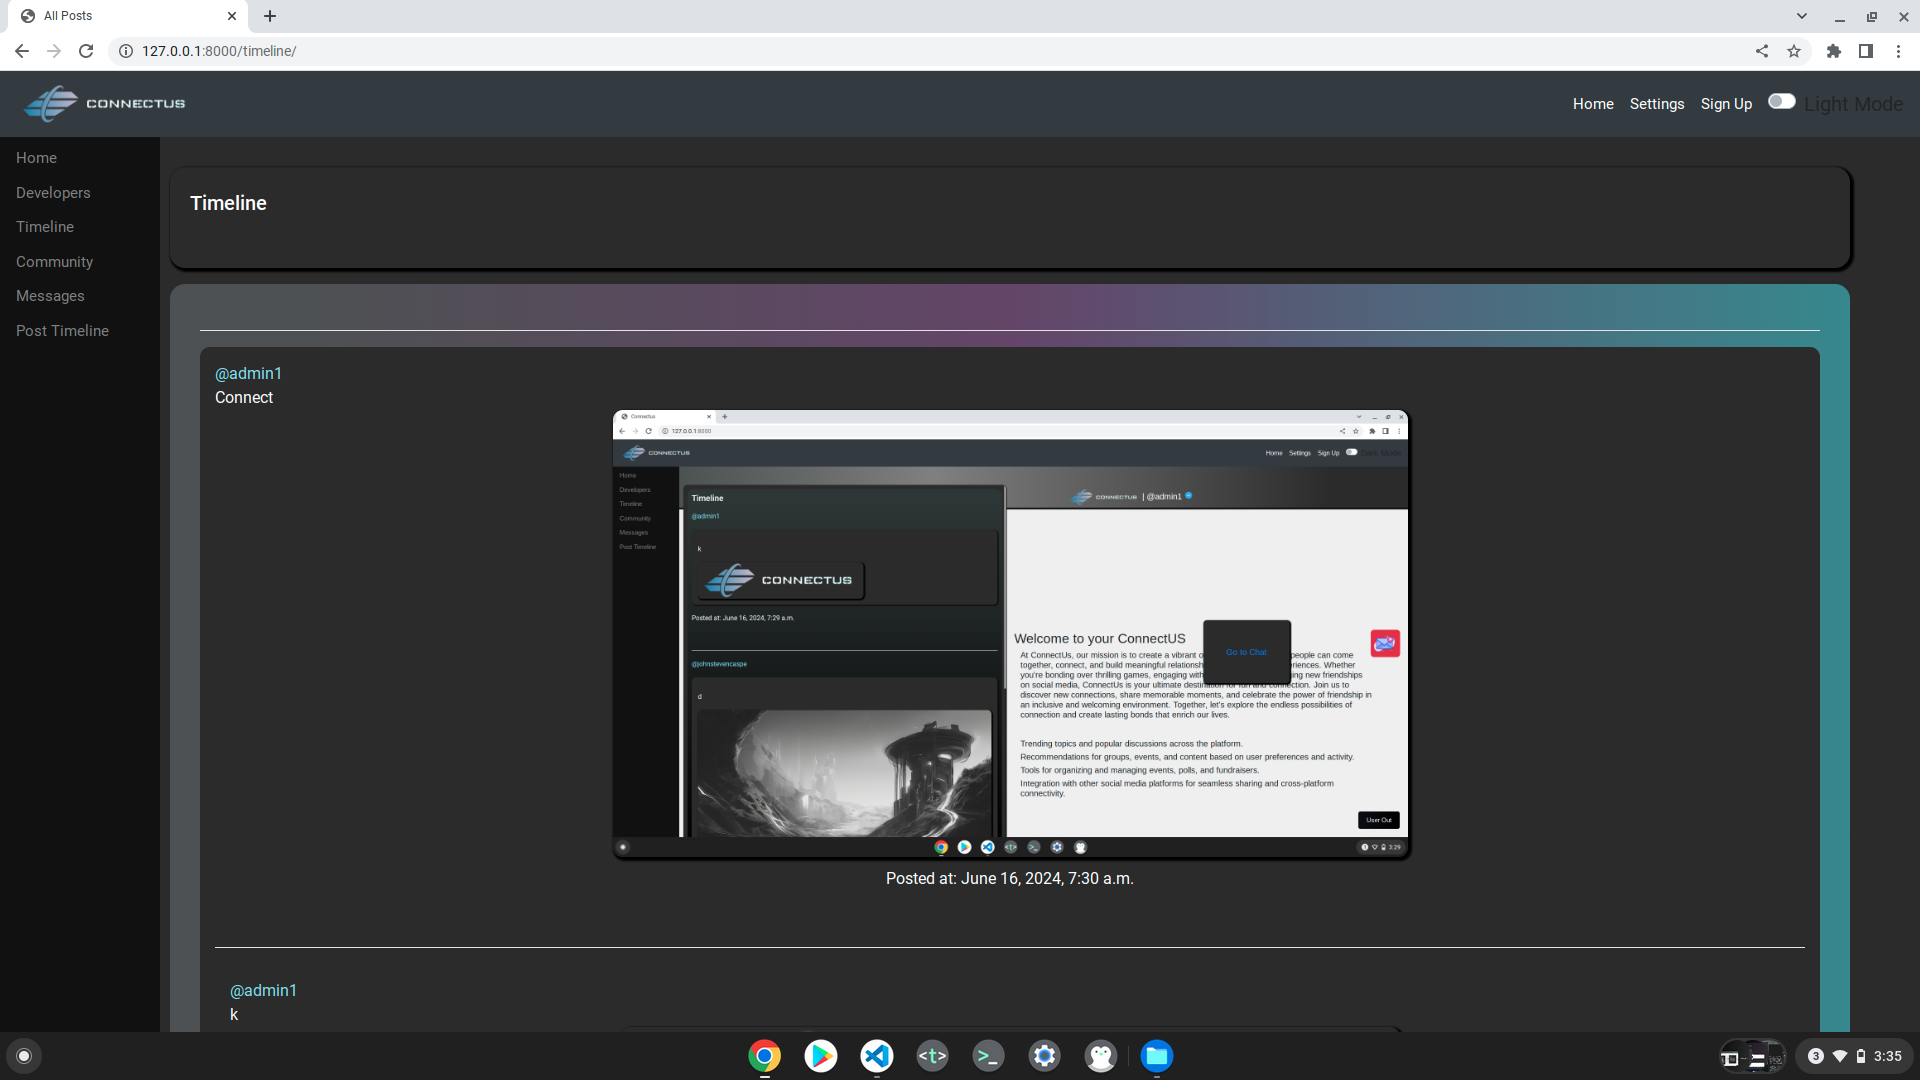 All Posts
127.0.0.1:8000/timeline/
CONNECTUS
Home Settings Sign Up Light Mode
Home
Developers
Timeline
Community
Messages
Post Timeline
Timeline
@admin1
Connect
Connectus
127.0.0.1:8000
CONNECTUS
Home Settings Sign Up Dark Mode
Home
Developers
Timeline
Community
Messages
Post Timeline
Timeline
@admin1
k
CONNECTUS
Posted at: June 16, 2024, 7:29 a.m.
@johnstevencaspe
d
CONNECTUS | @admin1
Welcome to your ConnectUS
Go to Chat
At ConnectUs, our mission is to create a vibrant people can come
together, connect, and build meaningful Whether
you're bonding over thrilling games, engaging with new friendships
on social media, ConnectUs is your ultimate destination for fun and connection. Join us to
discover new connections, share memorable moments, and celebrate the power of friendship in
an inclusive and welcoming environment. Together, let's explore the endless possibilities of
connection and create lasting bonds that enrich our lives.
Trending topics and popular discussions across the platform.
Recommendations for groups, events, and content based on user preferences and activity.
Tools for organizing and managing events, polls, and fundraisers.
Integration with other social media platforms for seamless sharing and cross-platform
connectivity.
User Out
3:29
Posted at: June 16, 2024, 7:30 a.m.
@admin1
k
<t> >_
3 3:35